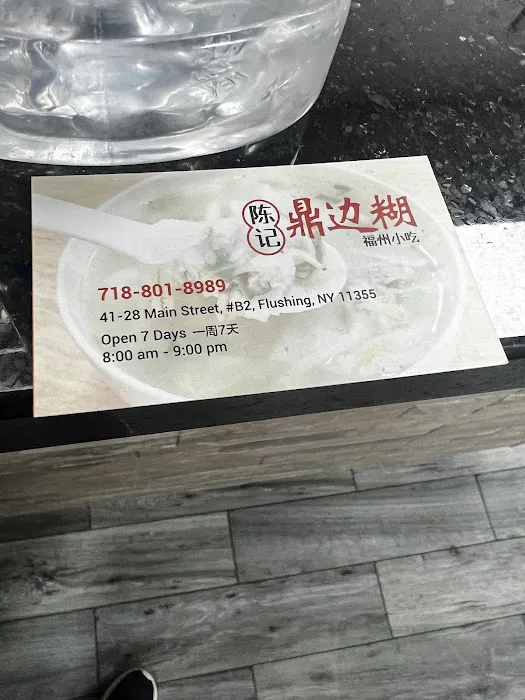 陈记 鼎边糊
福州小吃
718-801-8989
41-28 Main Street, #B2, Flushing, NY 11355
Open 7 Days 一周7天
8:00 am - 9:00 pm